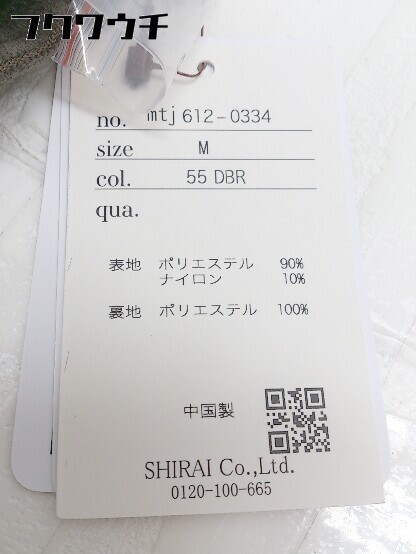 フクウウチ
no. mtj612-0334
size M
col. 55 DBR
qua.
表地 ポリエステル 90%
ナイロン 10%
裏地 ポリエステル 100%
中国製
SHIRAI Co.,Ltd.
0120-100-665